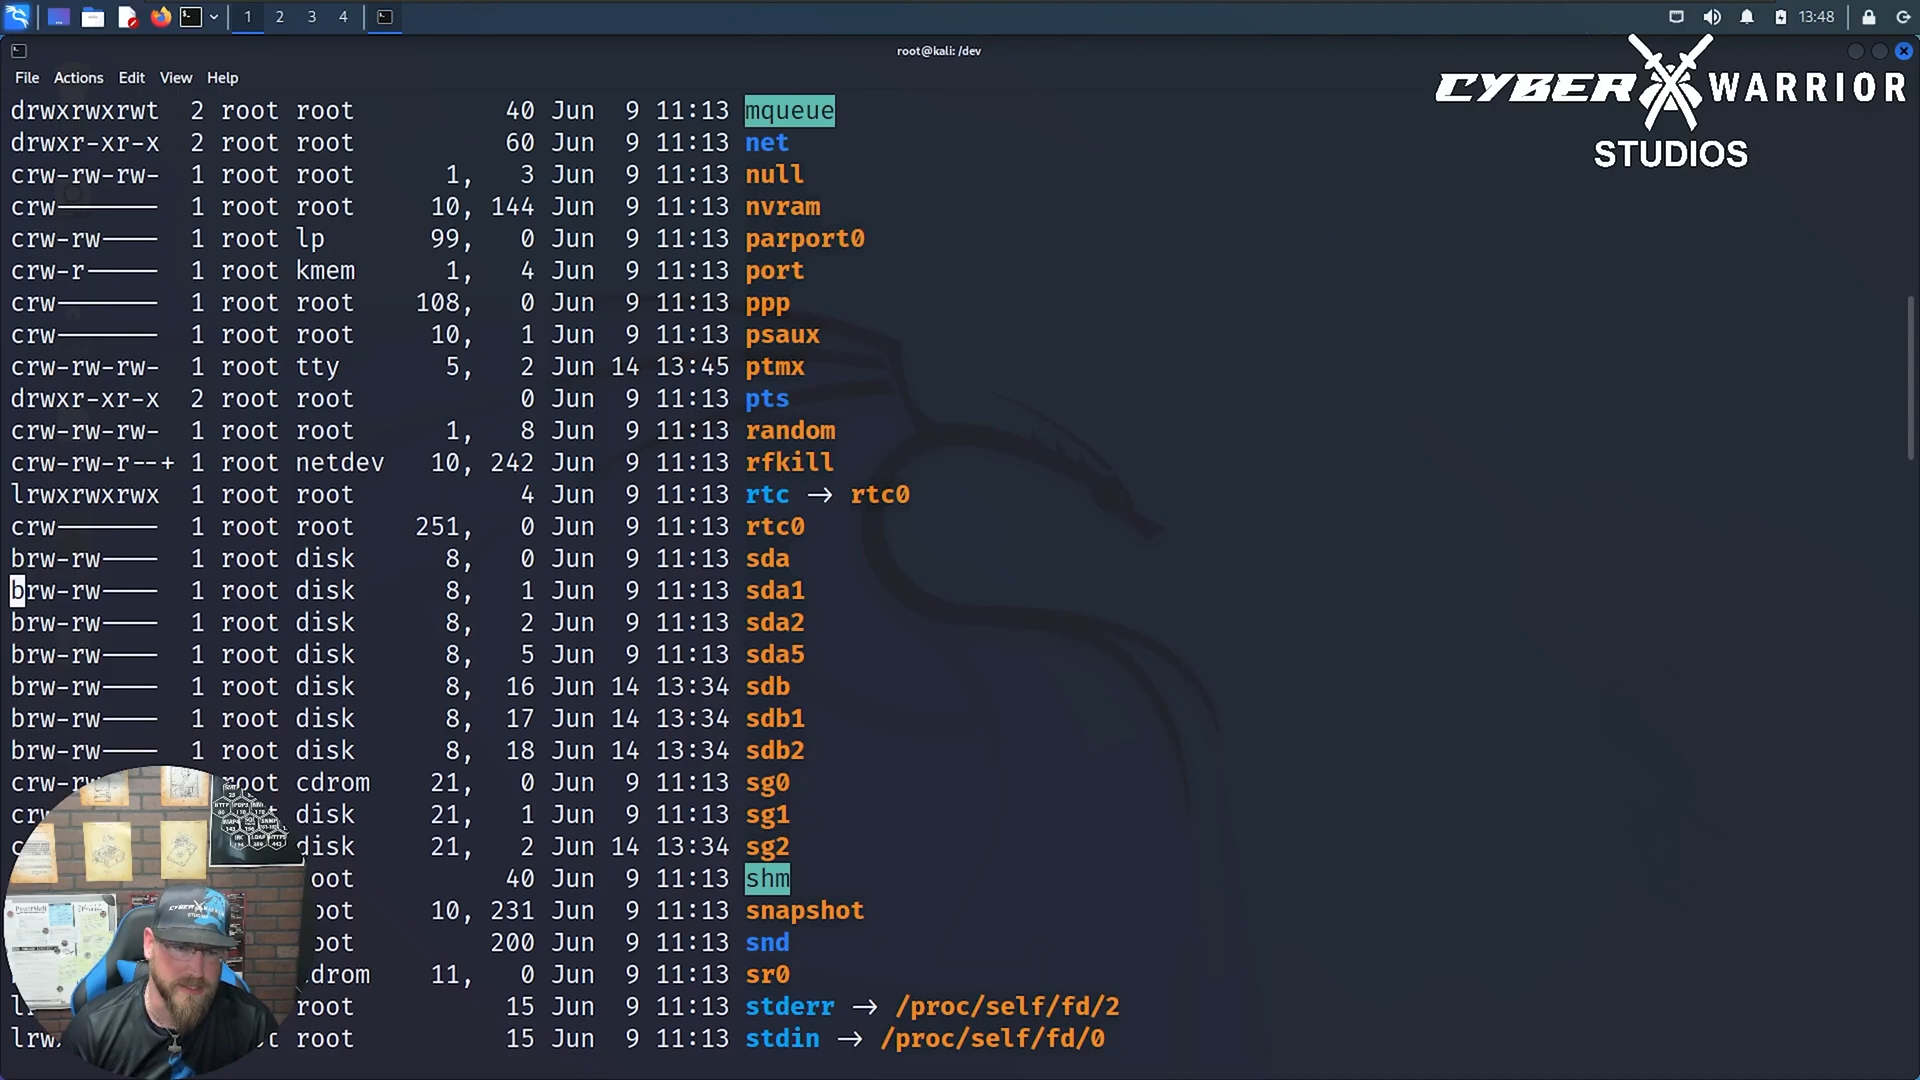 1 2 3 4 13:48
root@kali: /dev
File Actions Edit View Help
CYBER WARRIOR
STUDIOS
drwxrwxrwt 2 root root 40 Jun 9 11:13 mqueue
drwxr-xr-x 2 root root 60 Jun 9 11:13 net
crw-rw-rw- 1 root root 1, 3 Jun 9 11:13 null
crw------- 1 root root 10, 144 Jun 9 11:13 nvram
crw-rw---- 1 root lp 99, 0 Jun 9 11:13 parport0
crw-r----- 1 root kmem 1, 4 Jun 9 11:13 port
crw------- 1 root root 108, 0 Jun 9 11:13 ppp
crw------- 1 root root 10, 1 Jun 9 11:13 psaux
crw-rw-rw- 1 root tty 5, 2 Jun 14 13:45 ptmx
drwxr-xr-x 2 root root 0 Jun 9 11:13 pts
crw-rw-rw- 1 root root 1, 8 Jun 9 11:13 random
crw-rw-r--+ 1 root netdev 10, 242 Jun 9 11:13 rfkill
lrwxrwxrwx 1 root root 4 Jun 9 11:13 rtc → rtc0
crw------- 1 root root 251, 0 Jun 9 11:13 rtc0
brw-rw---- 1 root disk 8, 0 Jun 9 11:13 sda
brw-rw---- 1 root disk 8, 1 Jun 9 11:13 sda1
brw-rw---- 1 root disk 8, 2 Jun 9 11:13 sda2
brw-rw---- 1 root disk 8, 5 Jun 9 11:13 sda5
brw-rw---- 1 root disk 8, 16 Jun 14 13:34 sdb
brw-rw---- 1 root disk 8, 17 Jun 14 13:34 sdb1
brw-rw---- 1 root disk 8, 18 Jun 14 13:34 sdb2
crw-rw root cdrom 21, 0 Jun 9 11:13 sg0
disk 21, 1 Jun 9 11:13 sg1
disk 21, 2 Jun 14 13:34 sg2
oot 40 Jun 9 11:13 shm
oot 10, 231 Jun 9 11:13 snapshot
oot 200 Jun 9 11:13 snd
drom 11, 0 Jun 9 11:13 sr0
root 15 Jun 9 11:13 stderr → /proc/self/fd/2
root 15 Jun 9 11:13 stdin → /proc/self/fd/0